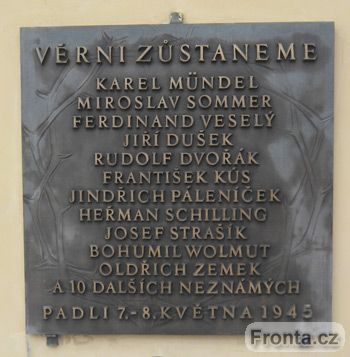 VĚRNI ZŮSTANEME
KAREL MÜNDEL
MIROSLAV SOMMER
FERDINAND VESELÝ
JIŘÍ DUŠEK
RUDOLF DVOŘÁK
FRANTIŠEK KÚS
JINDŘICH PÁLENÍČEK
HEŘMAN SCHILLING
JOSEF STRAŠÍK
BOHUMIL WOLMUT
OLDŘICH ZEMEK
A 10 DALŠÍCH NEZNÁMÝCH
PADLI 7.-8. KVĚTNA 1945
Fronta.cz